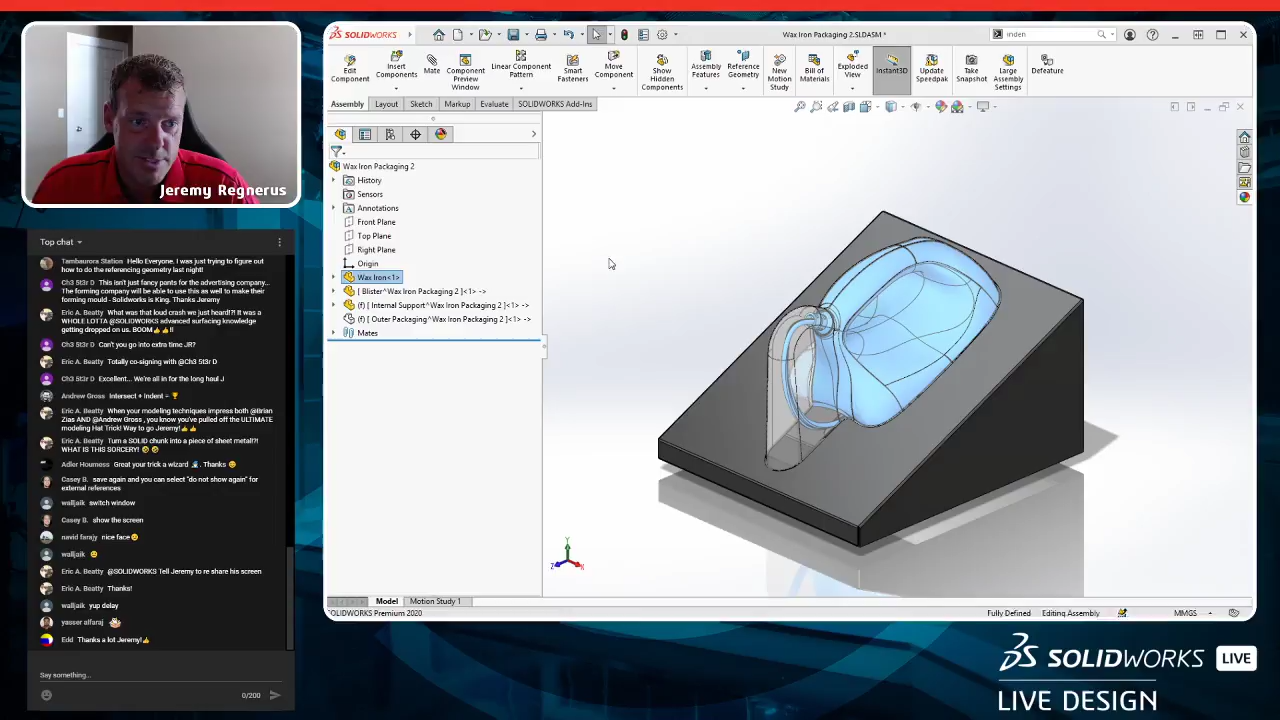 Jeremy Regnerus
Top chat
Tambaurora Stables Hello Everyone. I was just trying to figure out
how to do the referencing geometry last night!
Ch3 5t3r D This isn't just fancy pants for the advertising company...
The forming company will be able to use this as well to make their
forming mould - Solidworks is King. Thanks Jeremy
Eric A. Beatty What was that loud crash we just heard!!? It was a
WHOLE LOTTA @SOLIDWORKS advanced surfacing knowledge
getting dropped on us. BOOM👍👍!!
Ch3 5t3r D Can't you go into extra time JR?
Eric A. Beatty Totally co-signing with @Ch3 5t3r D
Ch3 5t3r D Excellent... We're all in for the long haul J
Andrew Gross Intersect + Indent = 🏆
Eric A. Beatty When your modeling techniques impress both @Brian
Zias AND @Andrew Gross , you know you've pulled off the ULTIMATE
modeling Hat Trick! Way to go Jeremy!👍👍
Eric A. Beatty Turn a SOLID chunk into a piece of sheet metal!?!
WHAT IS THIS SORCERY!
Adler Houmess Great your trick a wizard . Thanks
Casey B. save again and you can select "do not show again" for
external references
walljaik switch window
Casey B. show the screen
navid farajy nice face
walljaik
Eric A. Beatty @SOLIDWORKS Tell Jeremy to re share his screen
Eric A. Beatty Thanks!
walljaik yup delay
yasser alfaraj
Edd Thanks a lot Jeremy!👍
Say something...
0/200
SOLIDWORKS
Wax Iron Packaging 2.SLDASM *
inden
Edit Component
Insert Components
Mate
Component Preview Window
Linear Component Pattern
Smart Fasteners
Move Component
Show Hidden Components
Assembly Features
Reference Geometry
New Motion Study
Bill of Materials
Exploded View
Instant3D
Update Speedpak
Take Snapshot
Large Assembly Settings
Defeature
Assembly Layout Sketch Markup Evaluate SOLIDWORKS Add-Ins
Wax Iron Packaging 2
History
Sensors
Annotations
Front Plane
Top Plane
Right Plane
Origin
Wax Iron<1>
[ Blister^Wax Iron Packaging 2 ]<1> ->
(f) [ Internal Support^Wax Iron Packaging 2 ]<1> ->
(f) [ Outer Packaging^Wax Iron Packaging 2 ]<1> ->
Mates
Y
Z
X
Model Motion Study 1
SOLIDWORKS Premium 2020
Fully Defined Editing Assembly MMGS
SOLIDWORKS LIVE
LIVE DESIGN